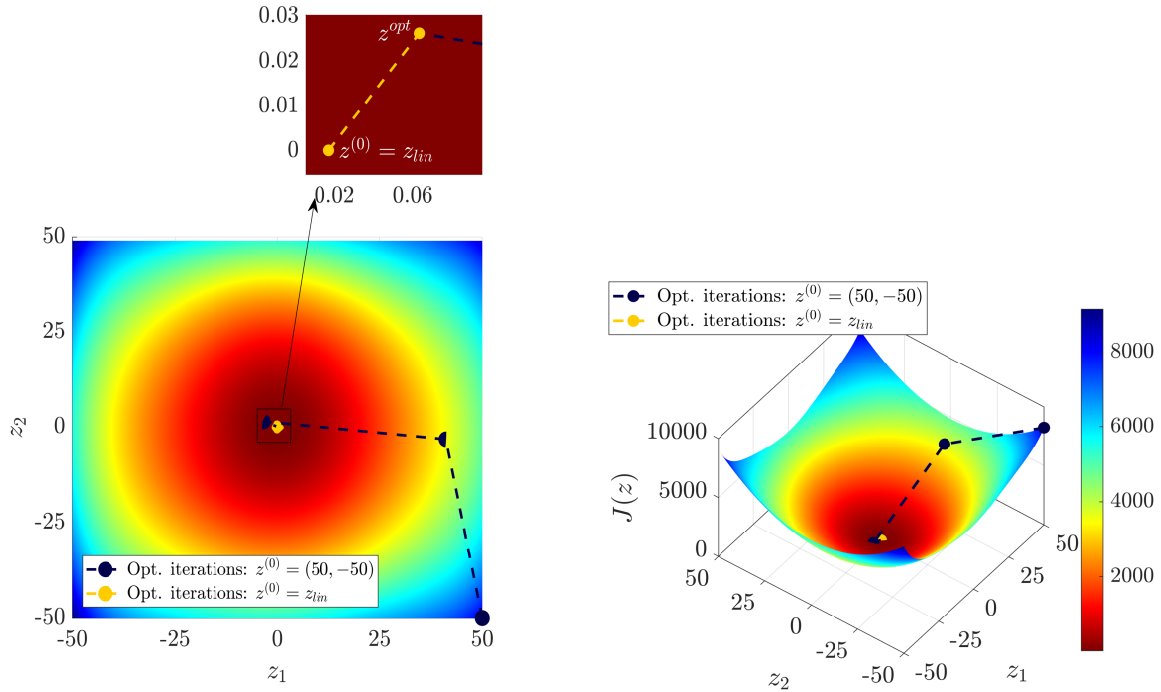 0.03
z^{opt}
0.02
0.01
0
z^{(0)} = z_{lin}
0.02 0.06
50
25
0
-25
-50
z_2
Opt. iterations: z^{(0)} = (50, −50)
Opt. iterations: z^{(0)} = z_{lin}
-50 -25 0 25 50
z_1
Opt. iterations: z^{(0)} = (50, −50)
Opt. iterations: z^{(0)} = z_{lin}
10000
5000
0
J(z)
50
25
0
-25
-50
z_2
-50
-25
0
25
50
z_1
8000
6000
4000
2000